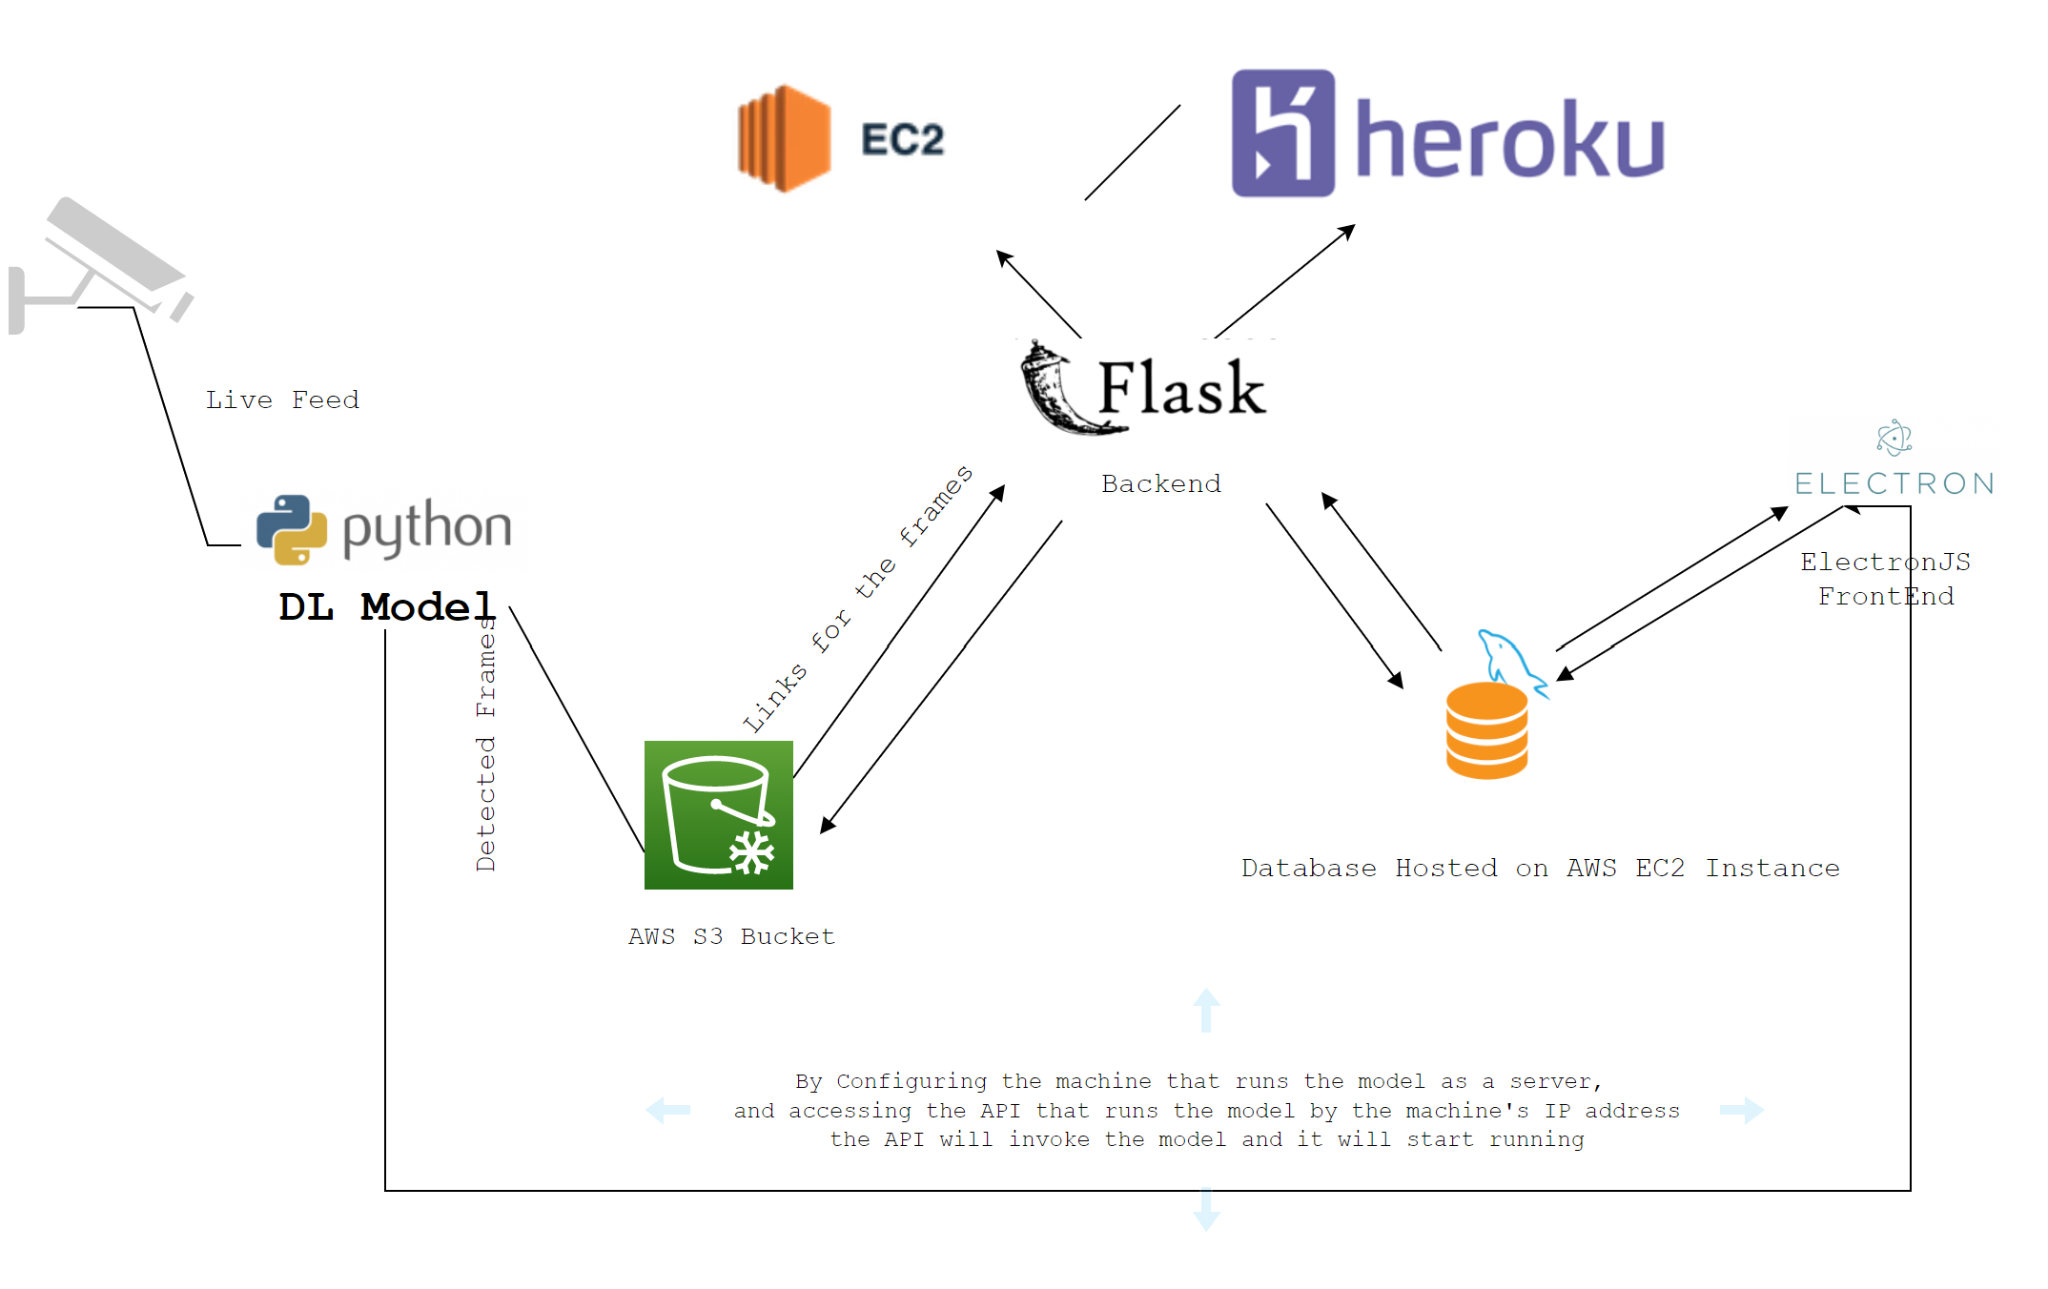 EC2
heroku
Live Feed
Flask
Backend
python
DL Model
Detected Frames
Links for the frames
AWS S3 Bucket
ELECTRON
ElectronJS
FrontEnd
Database Hosted on AWS EC2 Instance
By Configuring the machine that runs the model as a server,
and accessing the API that runs the model by the machine's IP address
the API will invoke the model and it will start running